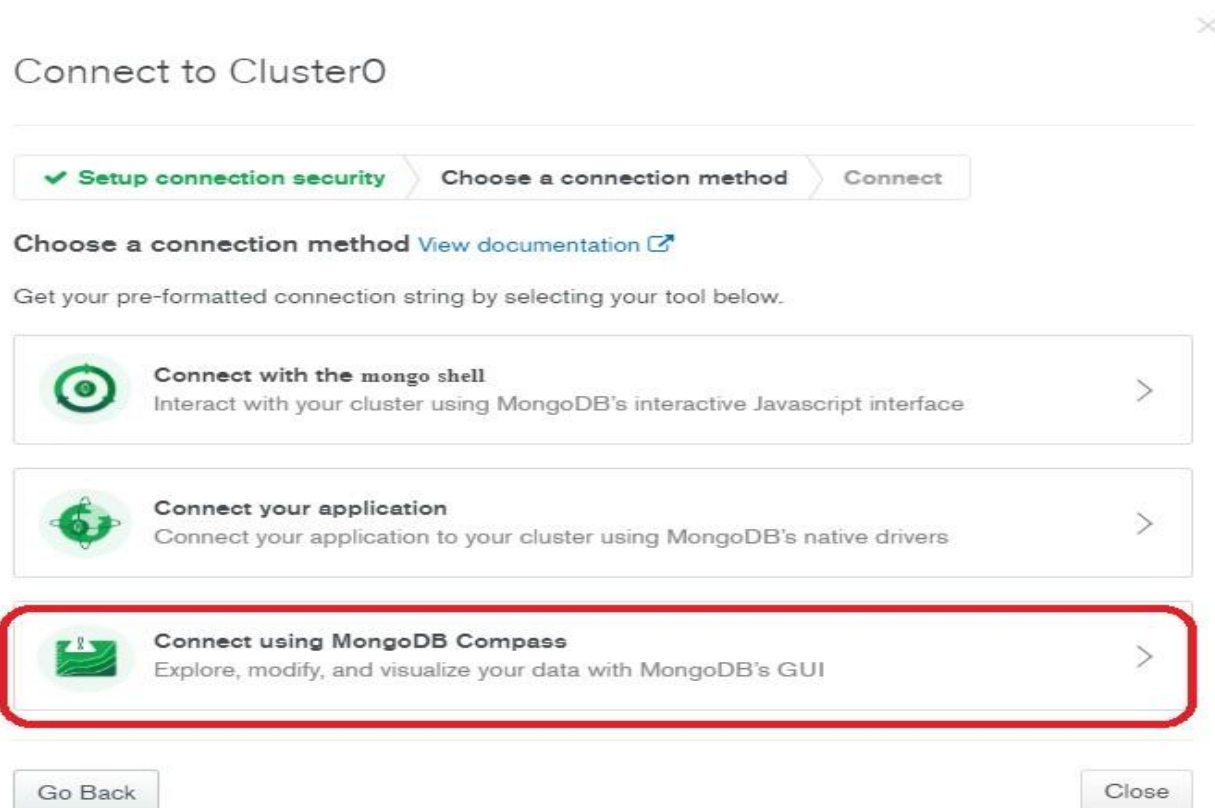 Connect to Cluster0
Setup connection security Choose a connection method Connect
Choose a connection method View documentation
Get your pre-formatted connection string by selecting your tool below.
Connect with the mongo shell
Interact with your cluster using MongoDB's interactive Javascript interface
Connect your application
Connect your application to your cluster using MongoDB's native drivers
Connect using MongoDB Compass
Explore, modify, and visualize your data with MongoDB's GUI
Go Back Close